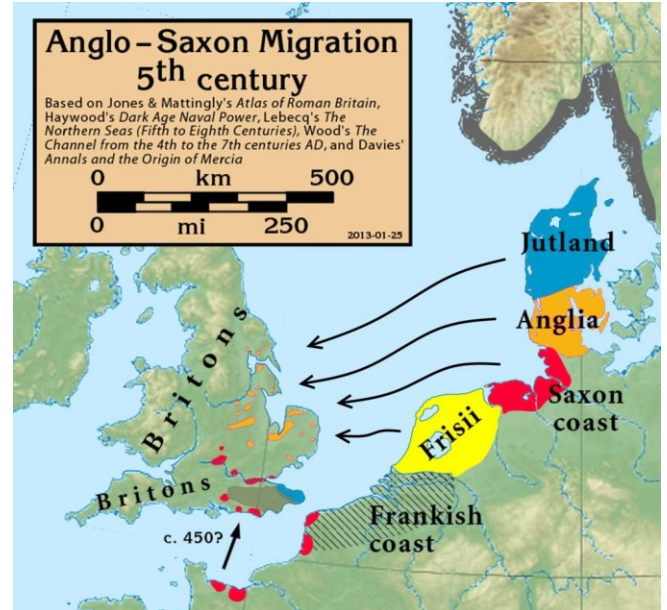 Anglo-Saxon Migration
5th century
Based on Jones & Mattingly's Atlas of Roman Britain,
Haywood's Dark Age Naval Power, Lebecq's The
Northern Seas (Fifth to Eighth Centuries), Wood's The
Channel from the 4th to the 7th centuries AD, and Davies'
Annals and the Origin of Mercia
0 km 500
0 mi 250
2013-01-25
Jutland
Anglia
Saxon
coast
Frisii
Frankish
coast
Britons
Britons
c. 450?